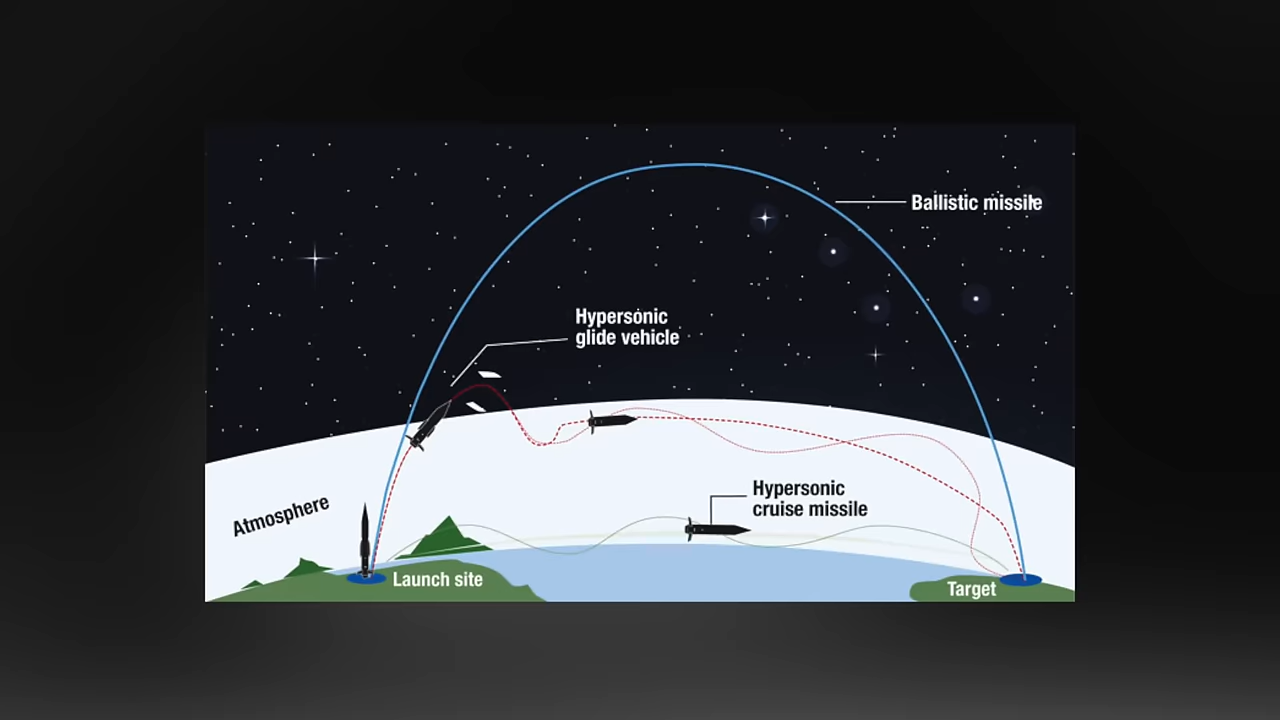 Ballistic missile
Hypersonic
glide vehicle
Hypersonic
cruise missile
Atmosphere
Launch site
Target